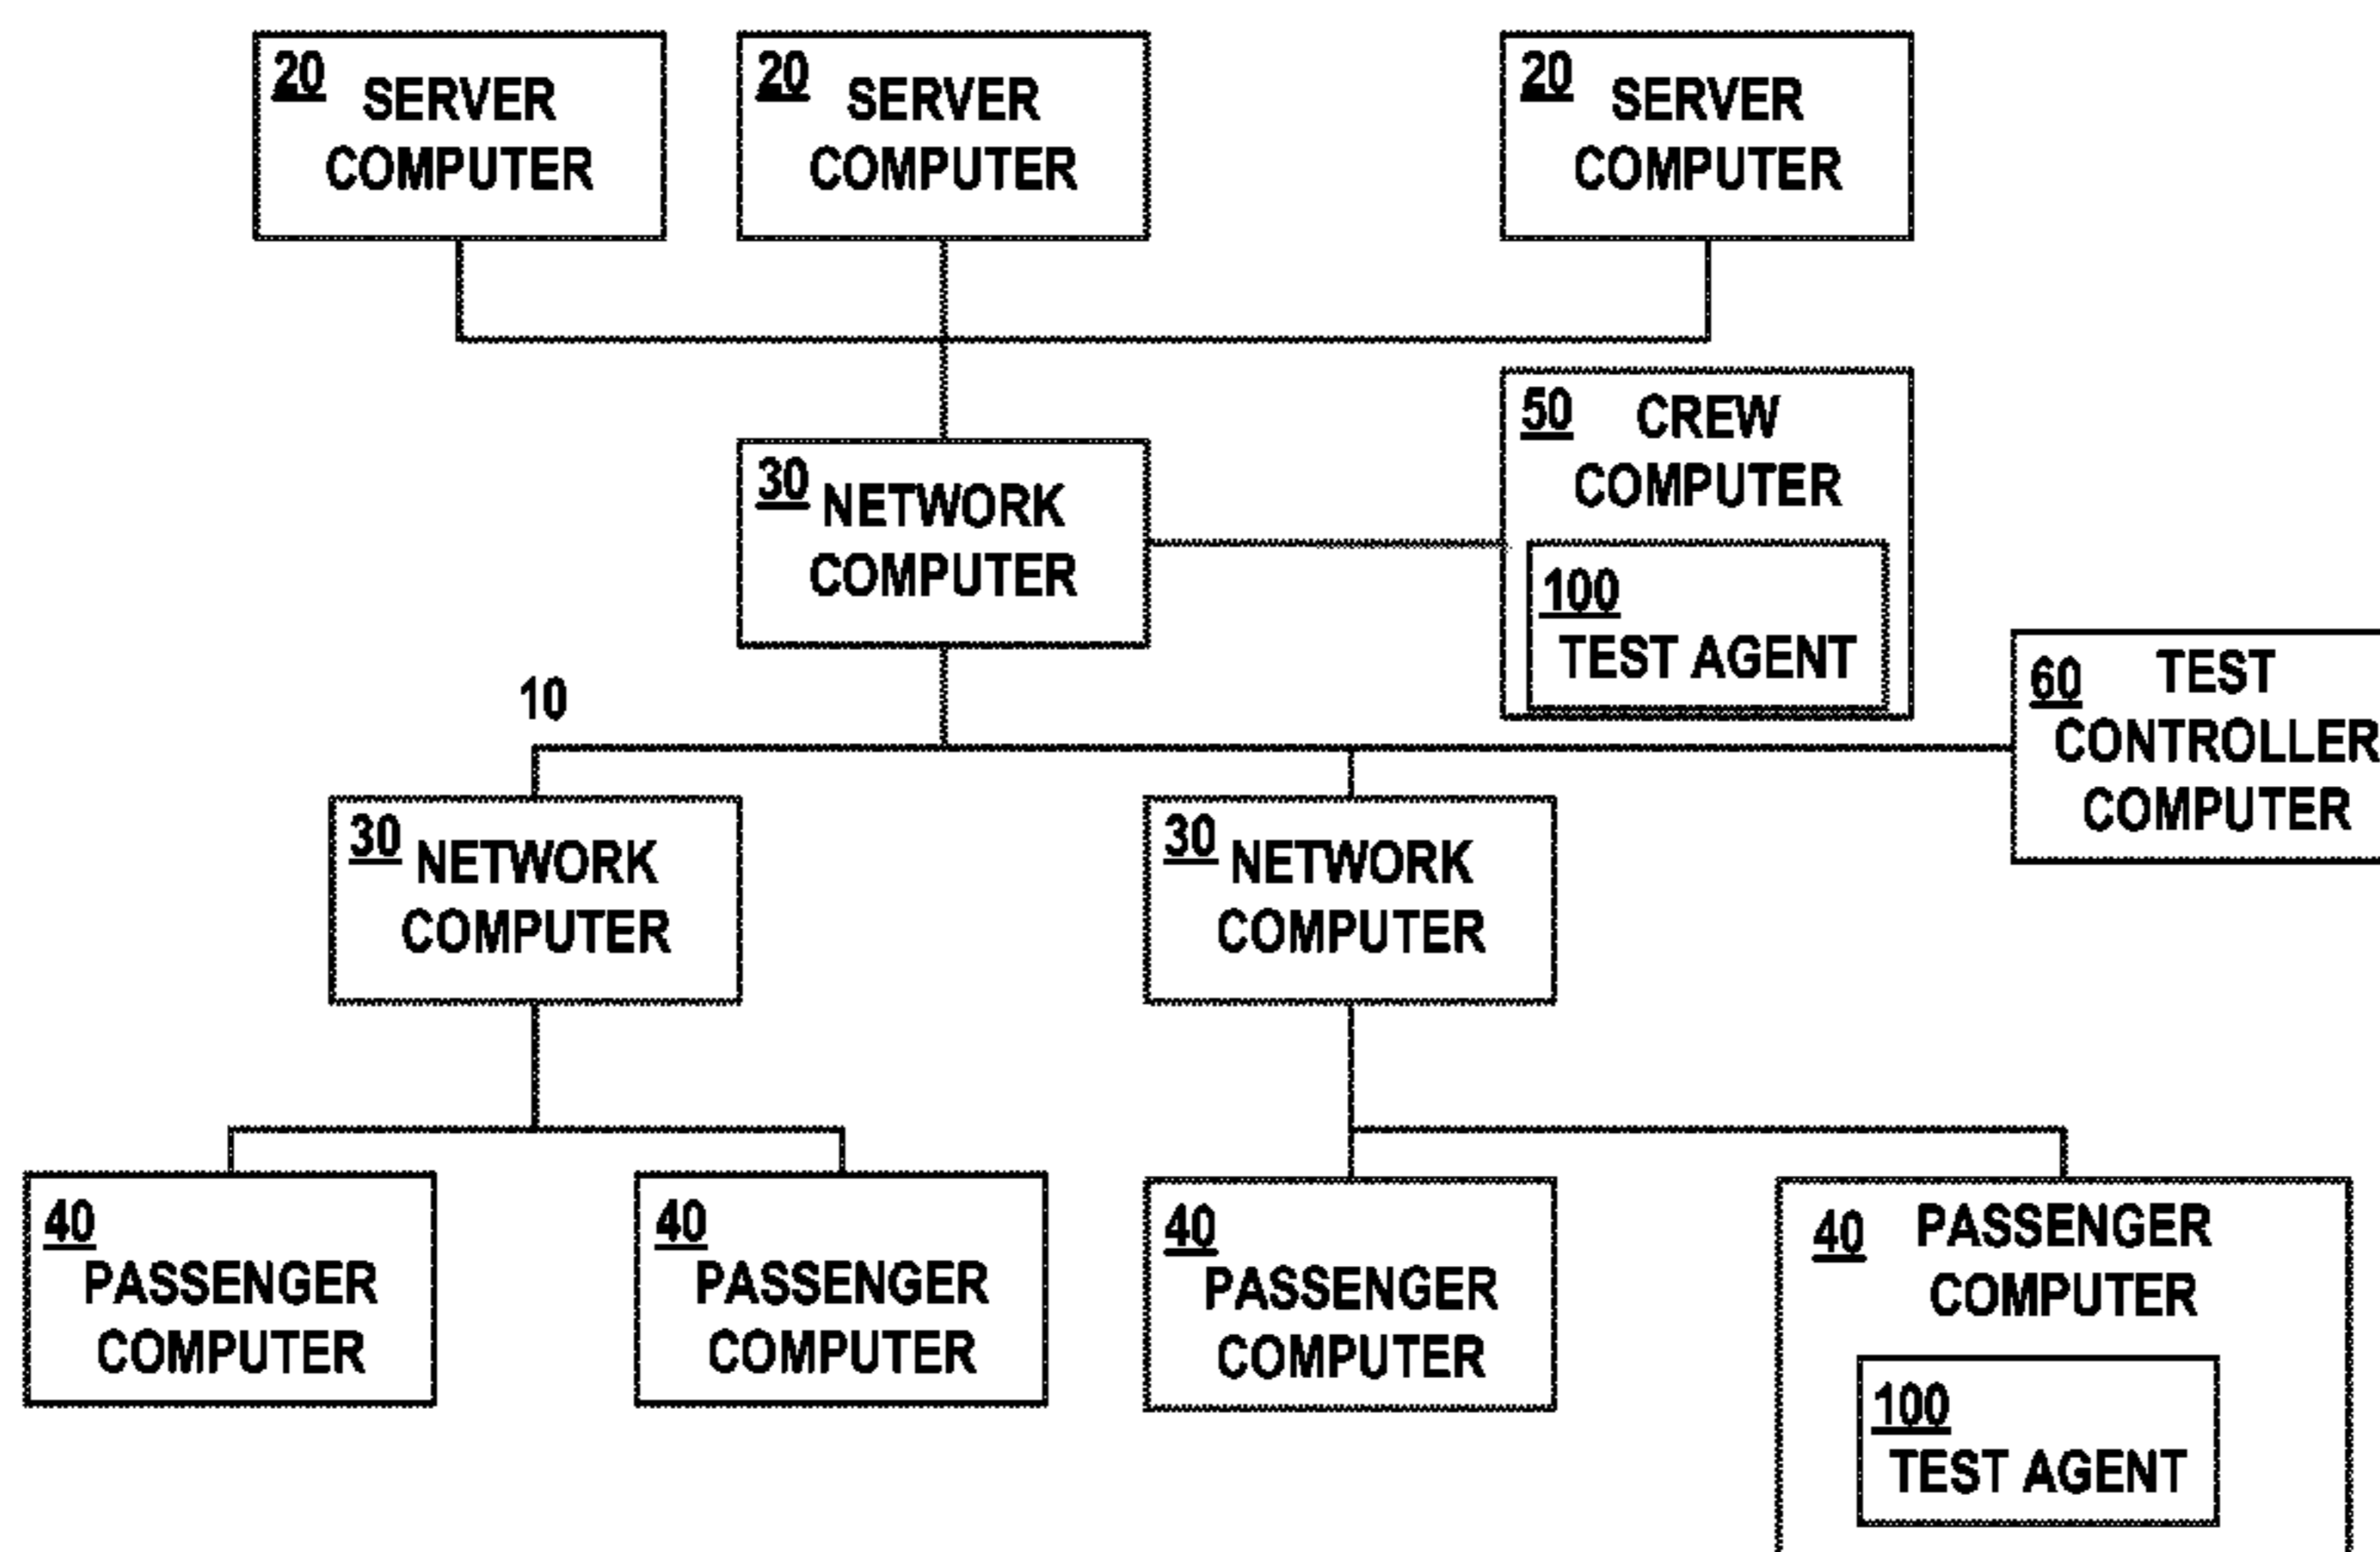 20 SERVER
COMPUTER
20 SERVER
COMPUTER
20 SERVER
COMPUTER
30 NETWORK
COMPUTER
50 CREW
COMPUTER
100
TEST AGENT
10
60 TEST
CONTROLLER
COMPUTER
30 NETWORK
COMPUTER
30 NETWORK
COMPUTER
40
PASSENGER
COMPUTER
40
PASSENGER
COMPUTER
40
PASSENGER
COMPUTER
40 PASSENGER
COMPUTER
100
TEST AGENT